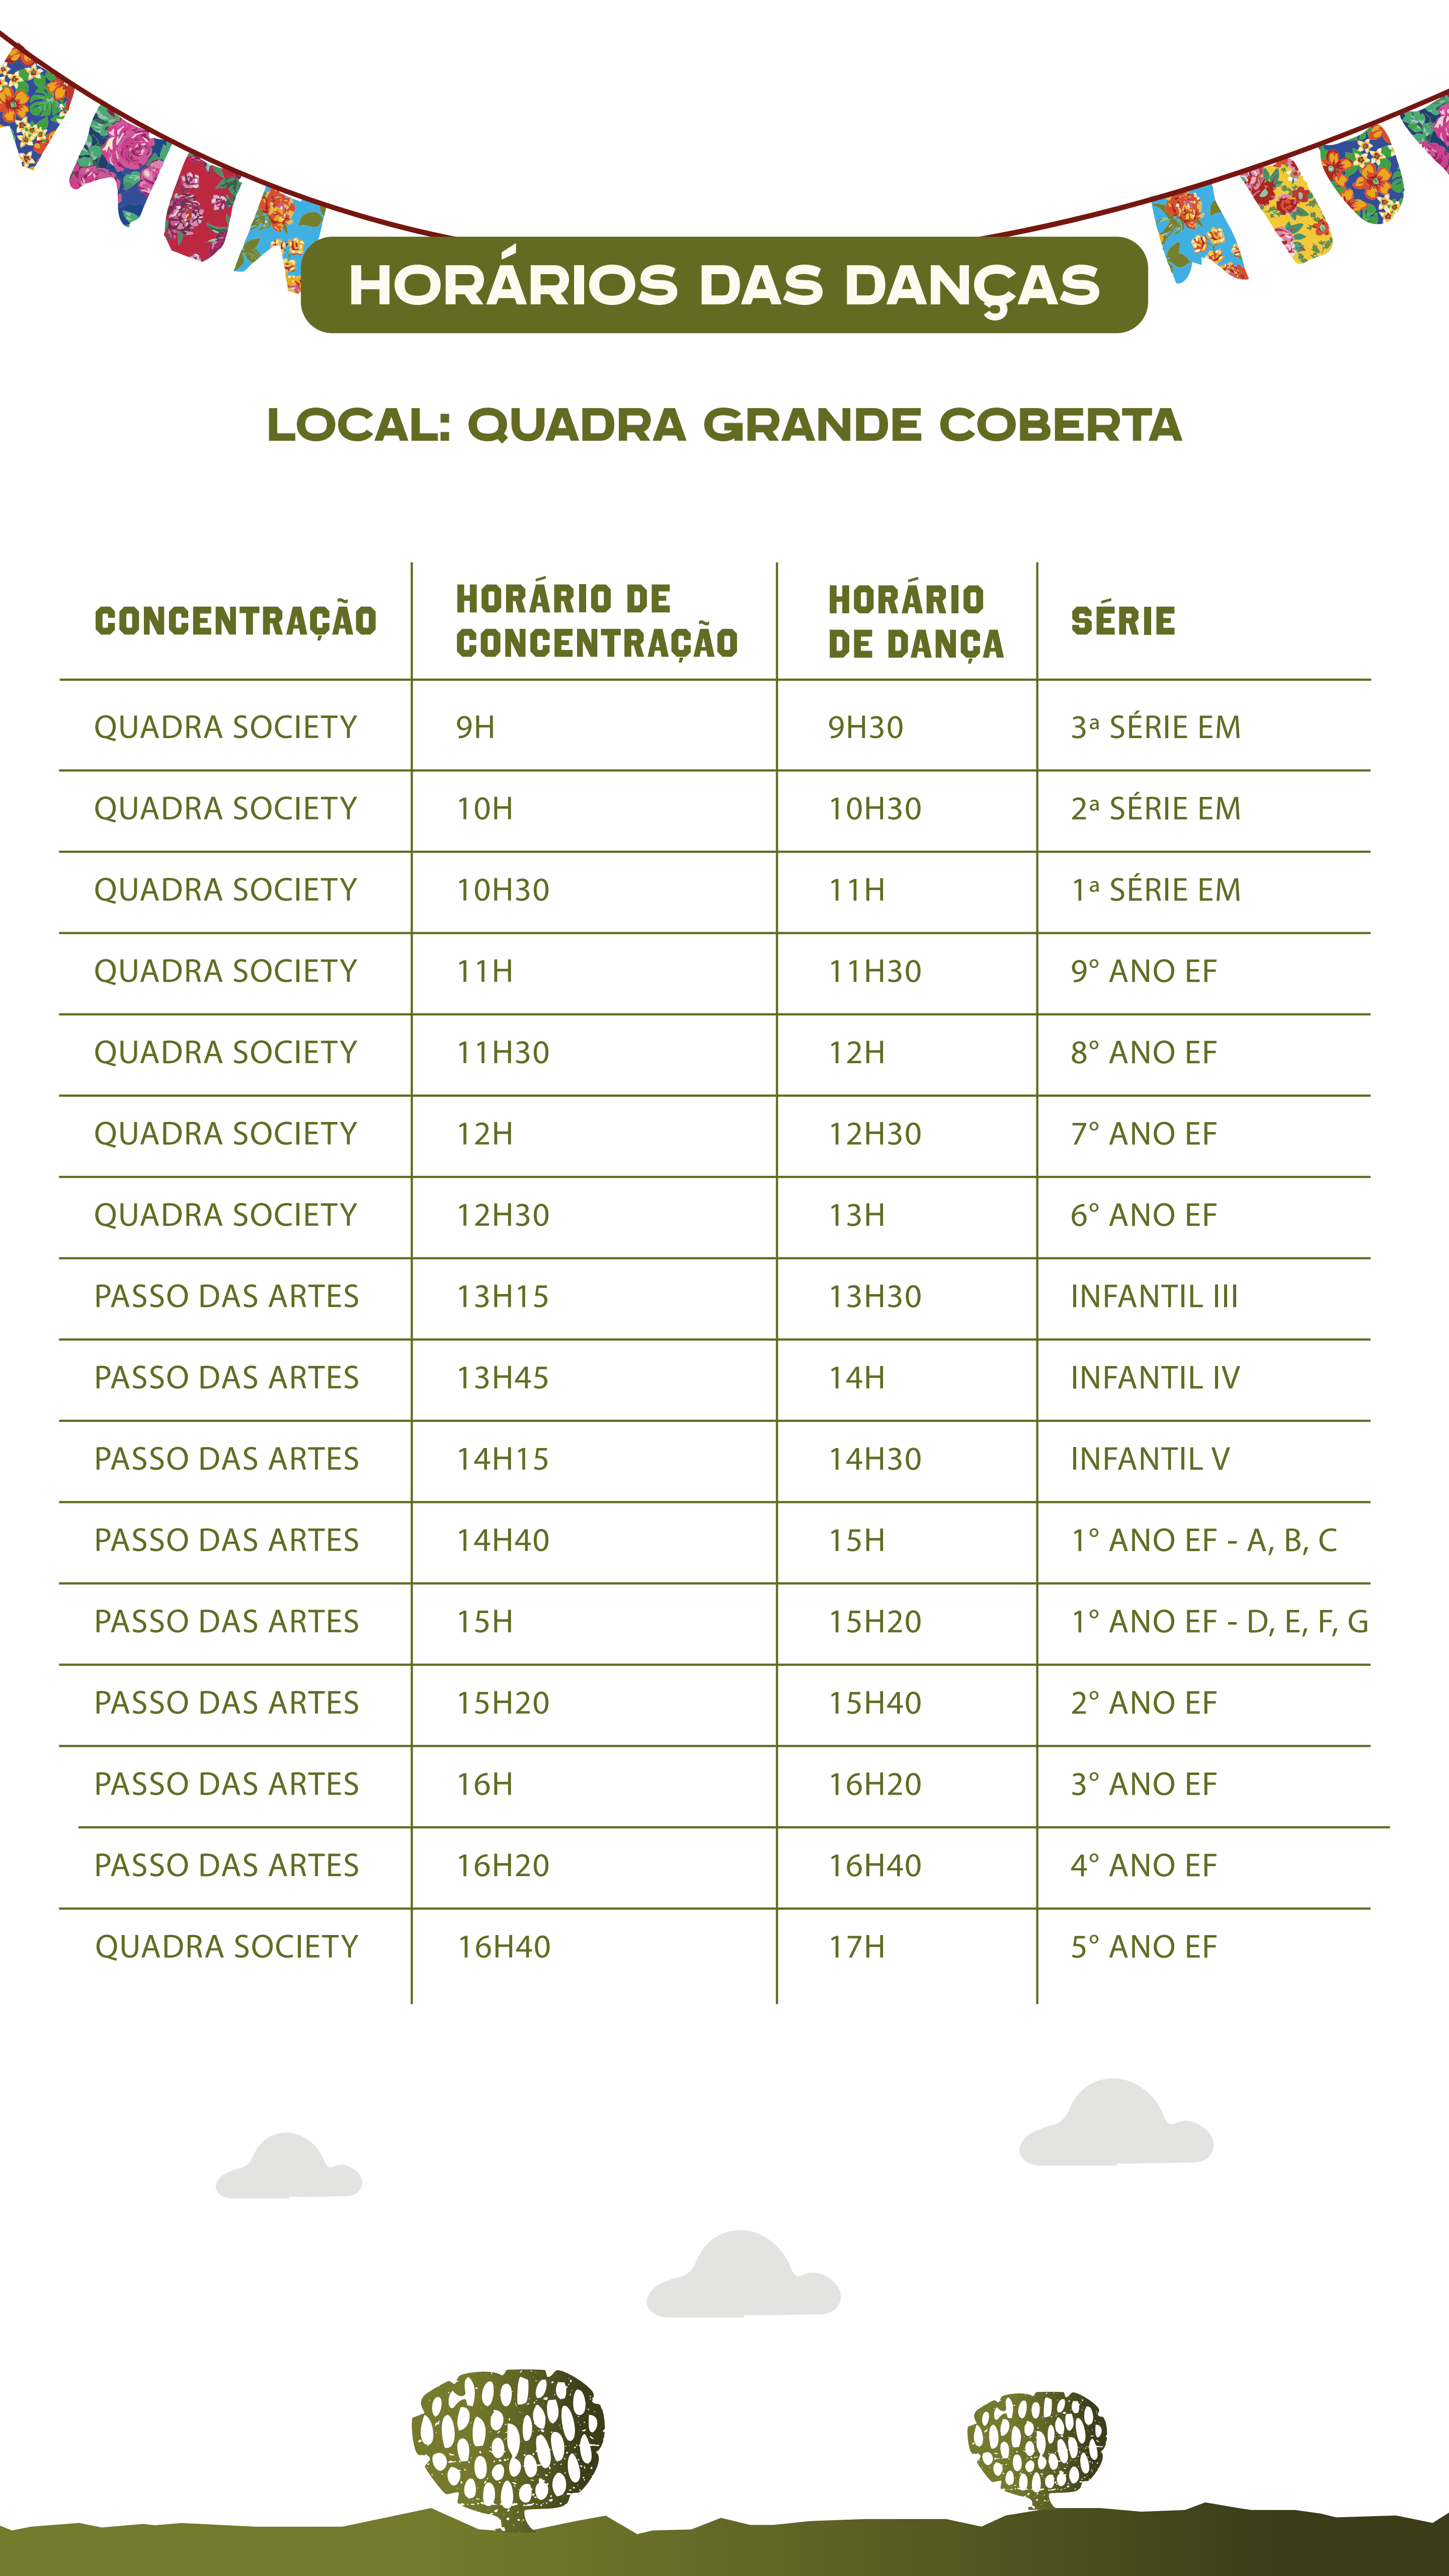 HORÁRIOS DAS DANÇAS
LOCAL: QUADRA GRANDE COBERTA
CONCENTRAÇÃO HORÁRIO DE CONCENTRAÇÃO HORÁRIO DE DANÇA SÉRIE
QUADRA SOCIETY 9H 9H30 3ª SÉRIE EM
QUADRA SOCIETY 10H 10H30 2ª SÉRIE EM
QUADRA SOCIETY 10H30 11H 1ª SÉRIE EM
QUADRA SOCIETY 11H 11H30 9° ANO EF
QUADRA SOCIETY 11H30 12H 8° ANO EF
QUADRA SOCIETY 12H 12H30 7° ANO EF
QUADRA SOCIETY 12H30 13H 6° ANO EF
PASSO DAS ARTES 13H15 13H30 INFANTIL III
PASSO DAS ARTES 13H45 14H INFANTIL IV
PASSO DAS ARTES 14H15 14H30 INFANTIL V
PASSO DAS ARTES 14H40 15H 1° ANO EF - A, B, C
PASSO DAS ARTES 15H 15H20 1° ANO EF - D, E, F, G
PASSO DAS ARTES 15H20 15H40 2° ANO EF
PASSO DAS ARTES 16H 16H20 3° ANO EF
PASSO DAS ARTES 16H20 16H40 4° ANO EF
QUADRA SOCIETY 16H40 17H 5° ANO EF